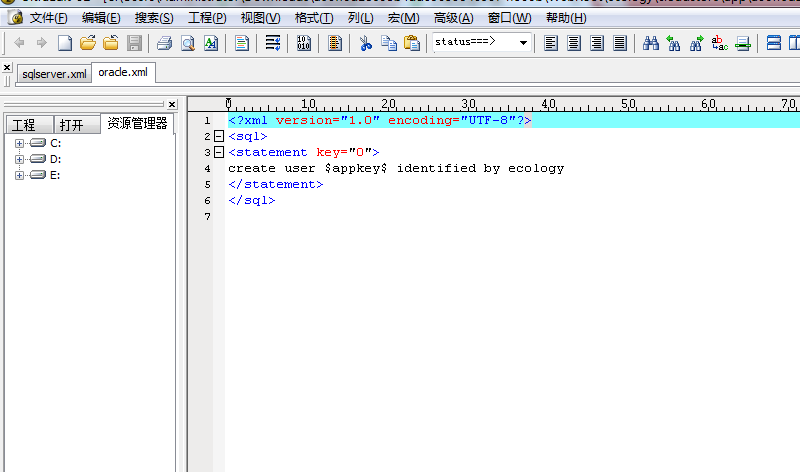 文件(F) 编辑(E) 搜索(S) 工程(P) 视图(V) 格式(T) 列(L) 宏(M) 高级(A) 窗口(W) 帮助(H)
status===>
sqlserver.xml oracle.xml
工程 打开 资源管理器
C:
D:
E:
0 10 20 30 40 50 60 70
1 <?xml version="1.0" encoding="UTF-8"?>
2 <sql>
3 <statement key="0">
4 create user $appkey$ identified by ecology
5 </statement>
6 </sql>
7